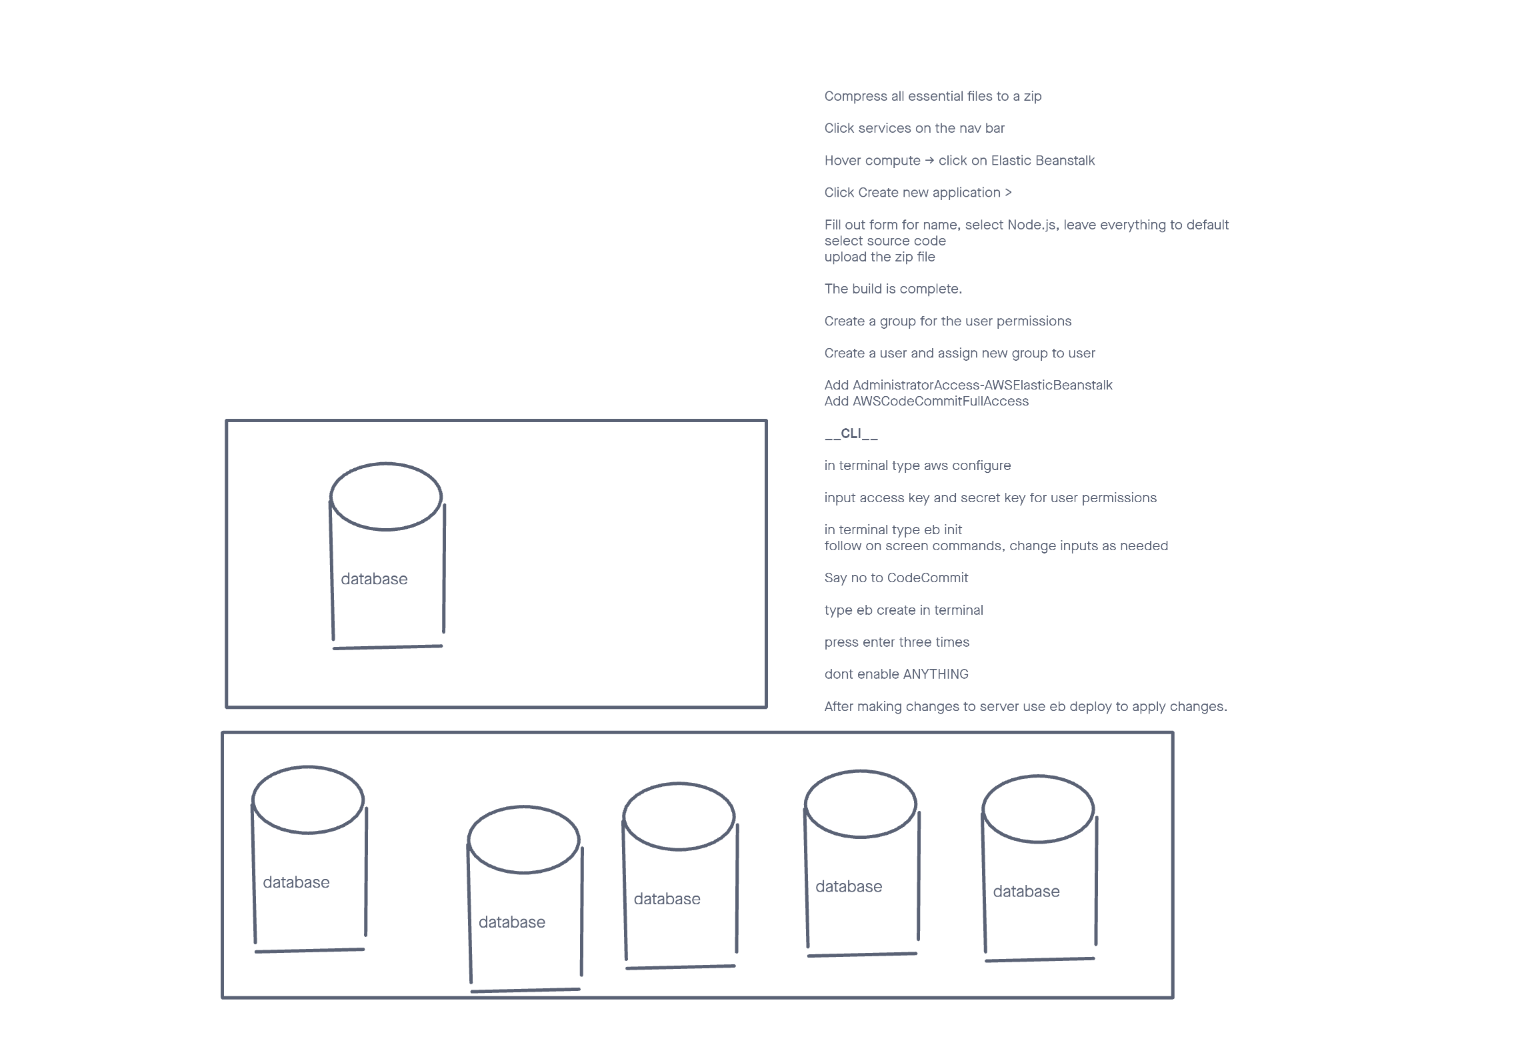 Compress all essential files to a zip
Click services on the nav bar
Hover compute → click on Elastic Beanstalk
Click Create new application >
Fill out form for name, select Node.js, leave everything to default
select source code
upload the zip file
The build is complete.
Create a group for the user permissions
Create a user and assign new group to user
Add AdministratorAccess-AWSElasticBeanstalk
Add AWSCodeCommitFullAccess
__CLI__
in terminal type aws configure
input access key and secret key for user permissions
in terminal type eb init
follow on screen commands, change inputs as needed
Say no to CodeCommit
type eb create in terminal
press enter three times
dont enable ANYTHING
After making changes to server use eb deploy to apply changes.
database
database
database
database
database
database